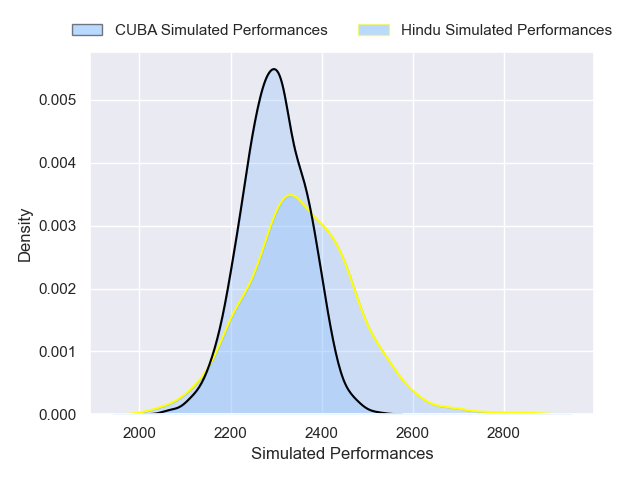 CUBA Simulated Performances Hindu Simulated Performances
0.005
0.004
0.003
0.002
0.001
0.000
Density
2000 2200 2400 2600 2800
Simulated Performances